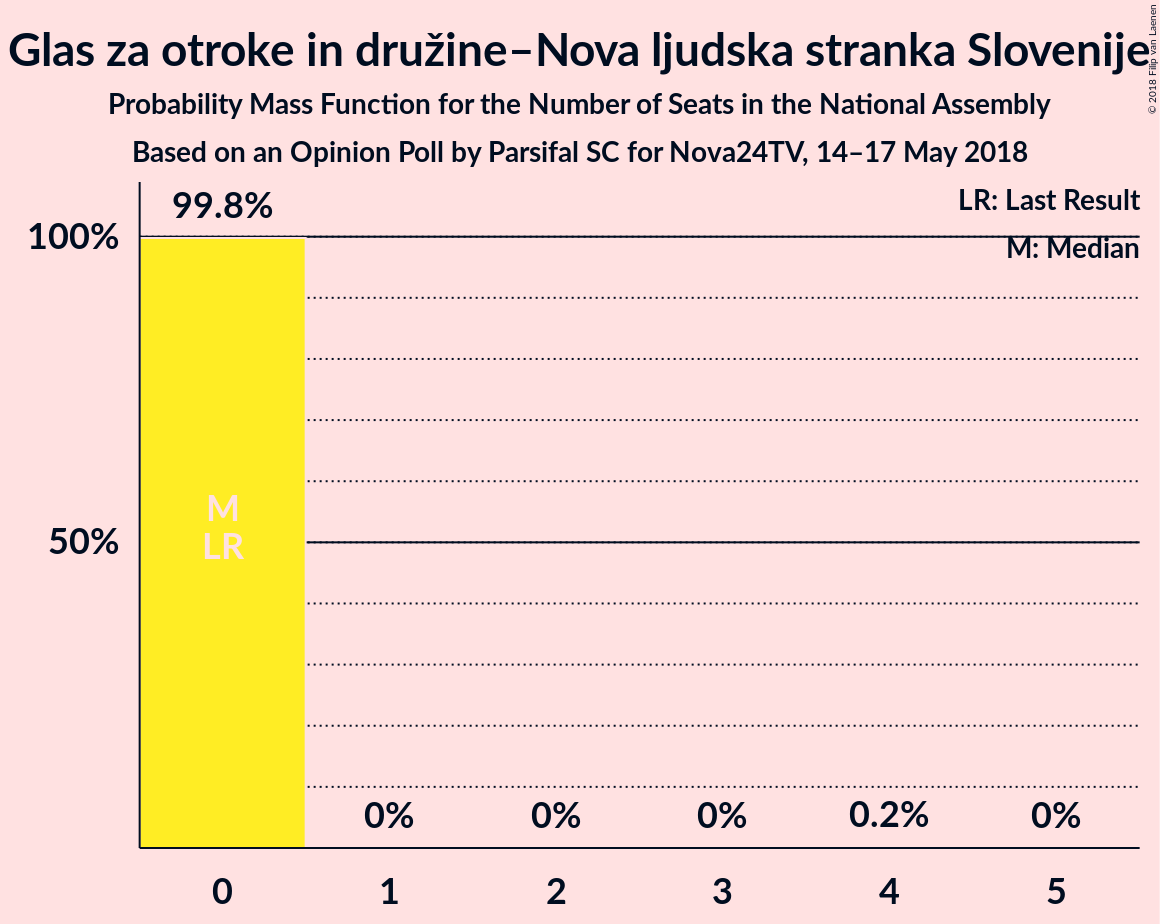 Glas za otroke in družine–Nova ljudska stranka Slovenije
Probability Mass Function for the Number of Seats in the National Assembly
Based on an Opinion Poll by Parsifal SC for Nova24TV, 14–17 May 2018
© 2018 Filip van Laenen
LR: Last Result
M: Median
99.8%
100%
50%
M
LR
0%
0%
0%
0.2%
0%
0
1
2
3
4
5